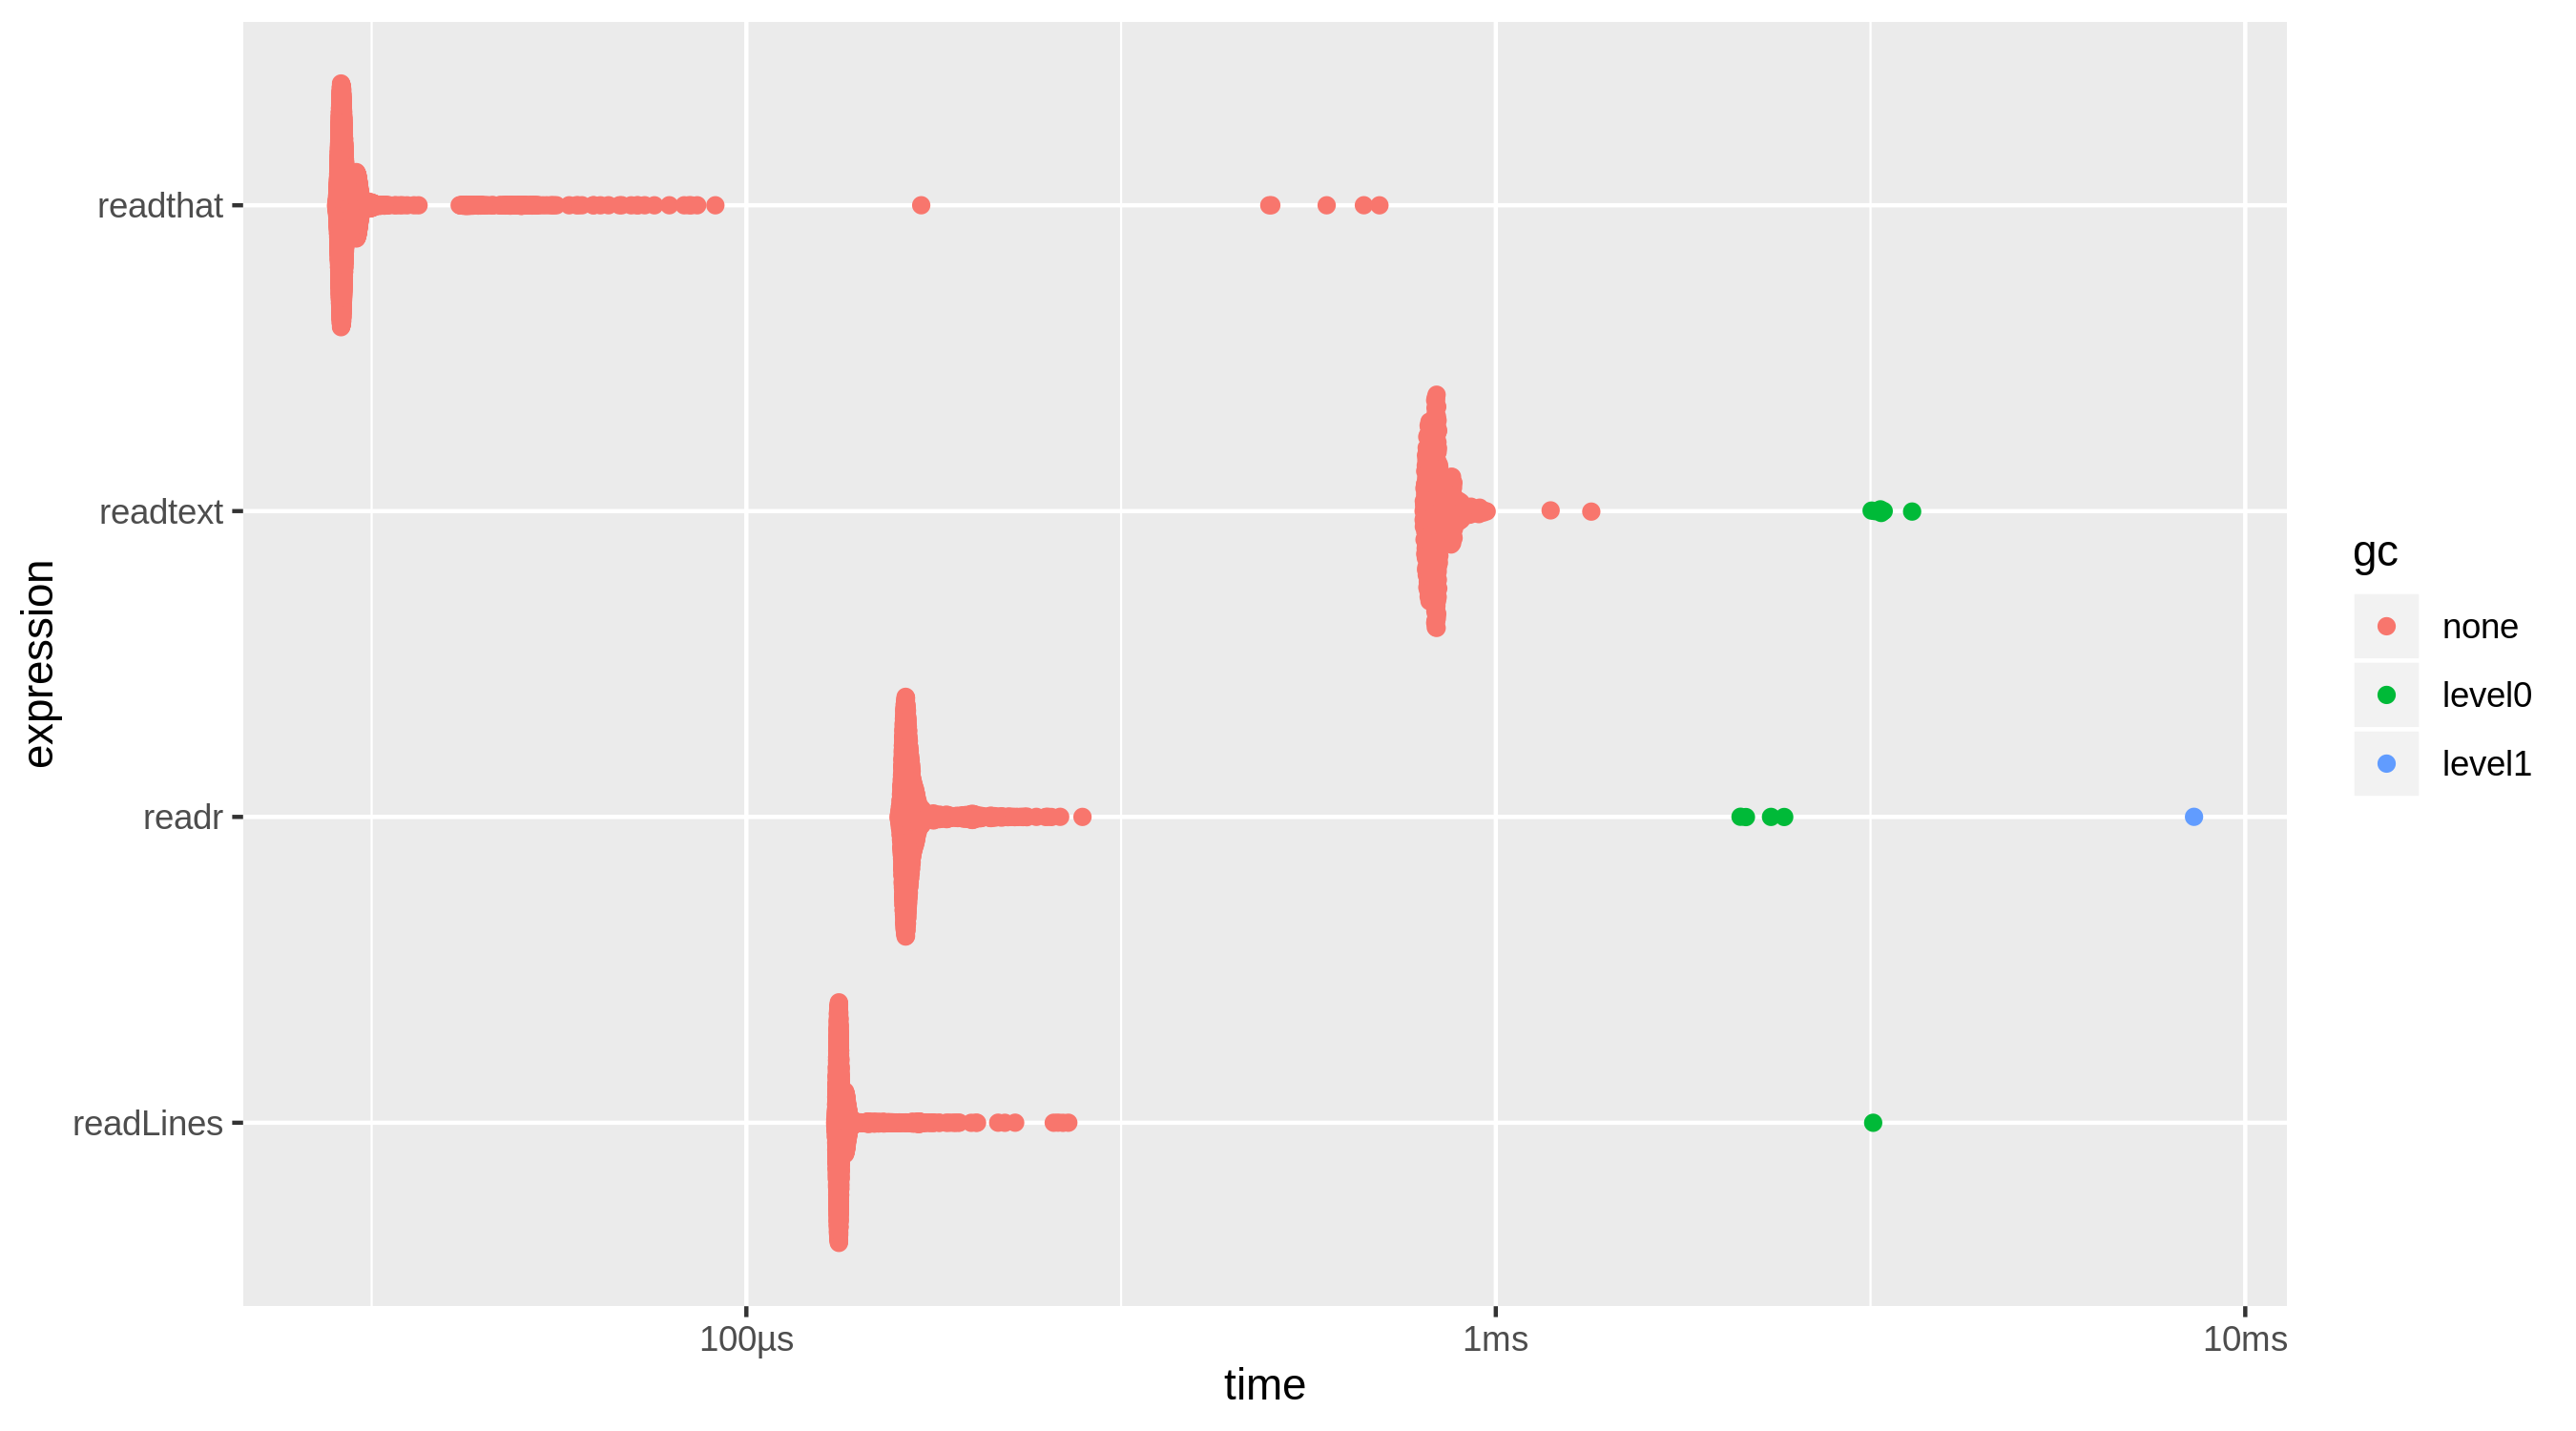 readthat
readtext
readr
readLines
expression
100µs
1ms
10ms
time
gc
none
level0
level1